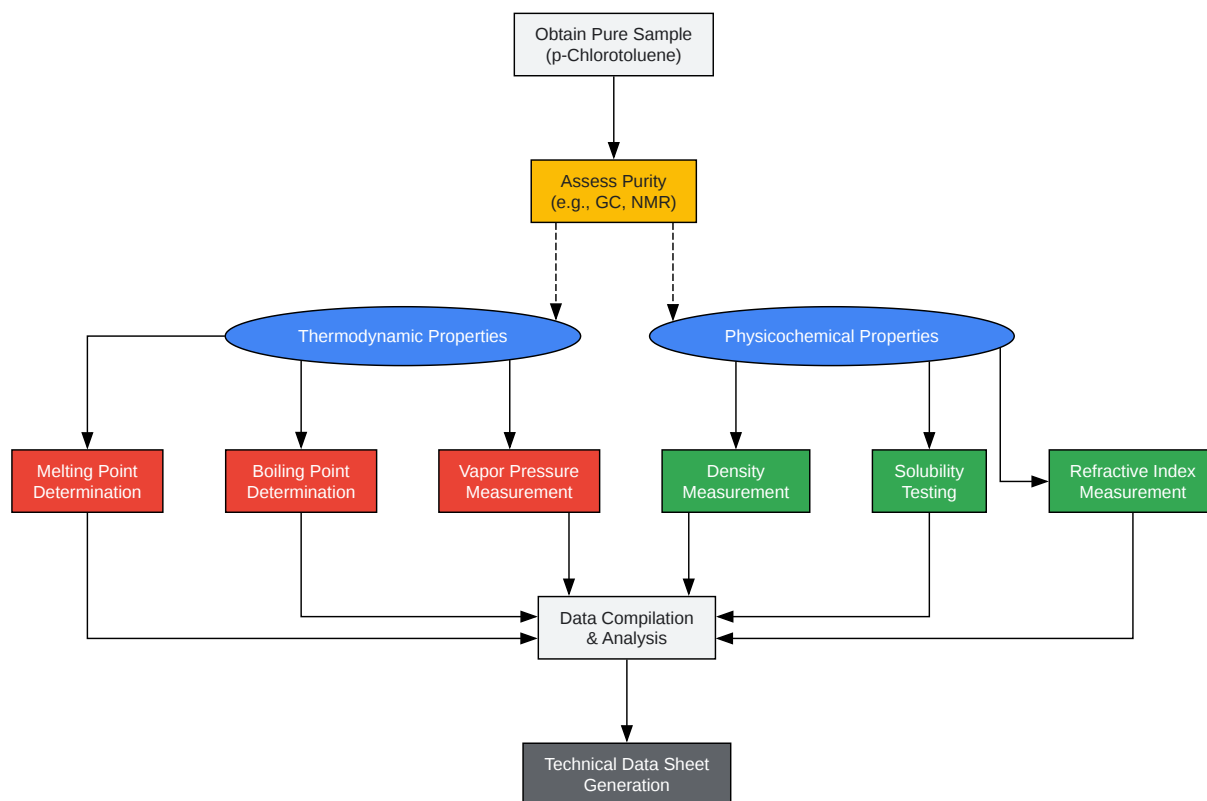 Obtain Pure Sample
(p-Chlorotoluene)
Assess Purity
(e.g., GC, NMR)
Thermodynamic Properties
Physicochemical Properties
Melting Point
Determination
Boiling Point
Determination
Vapor Pressure
Measurement
Density
Measurement
Solubility
Testing
Refractive Index
Measurement
Data Compilation
& Analysis
Technical Data Sheet
Generation